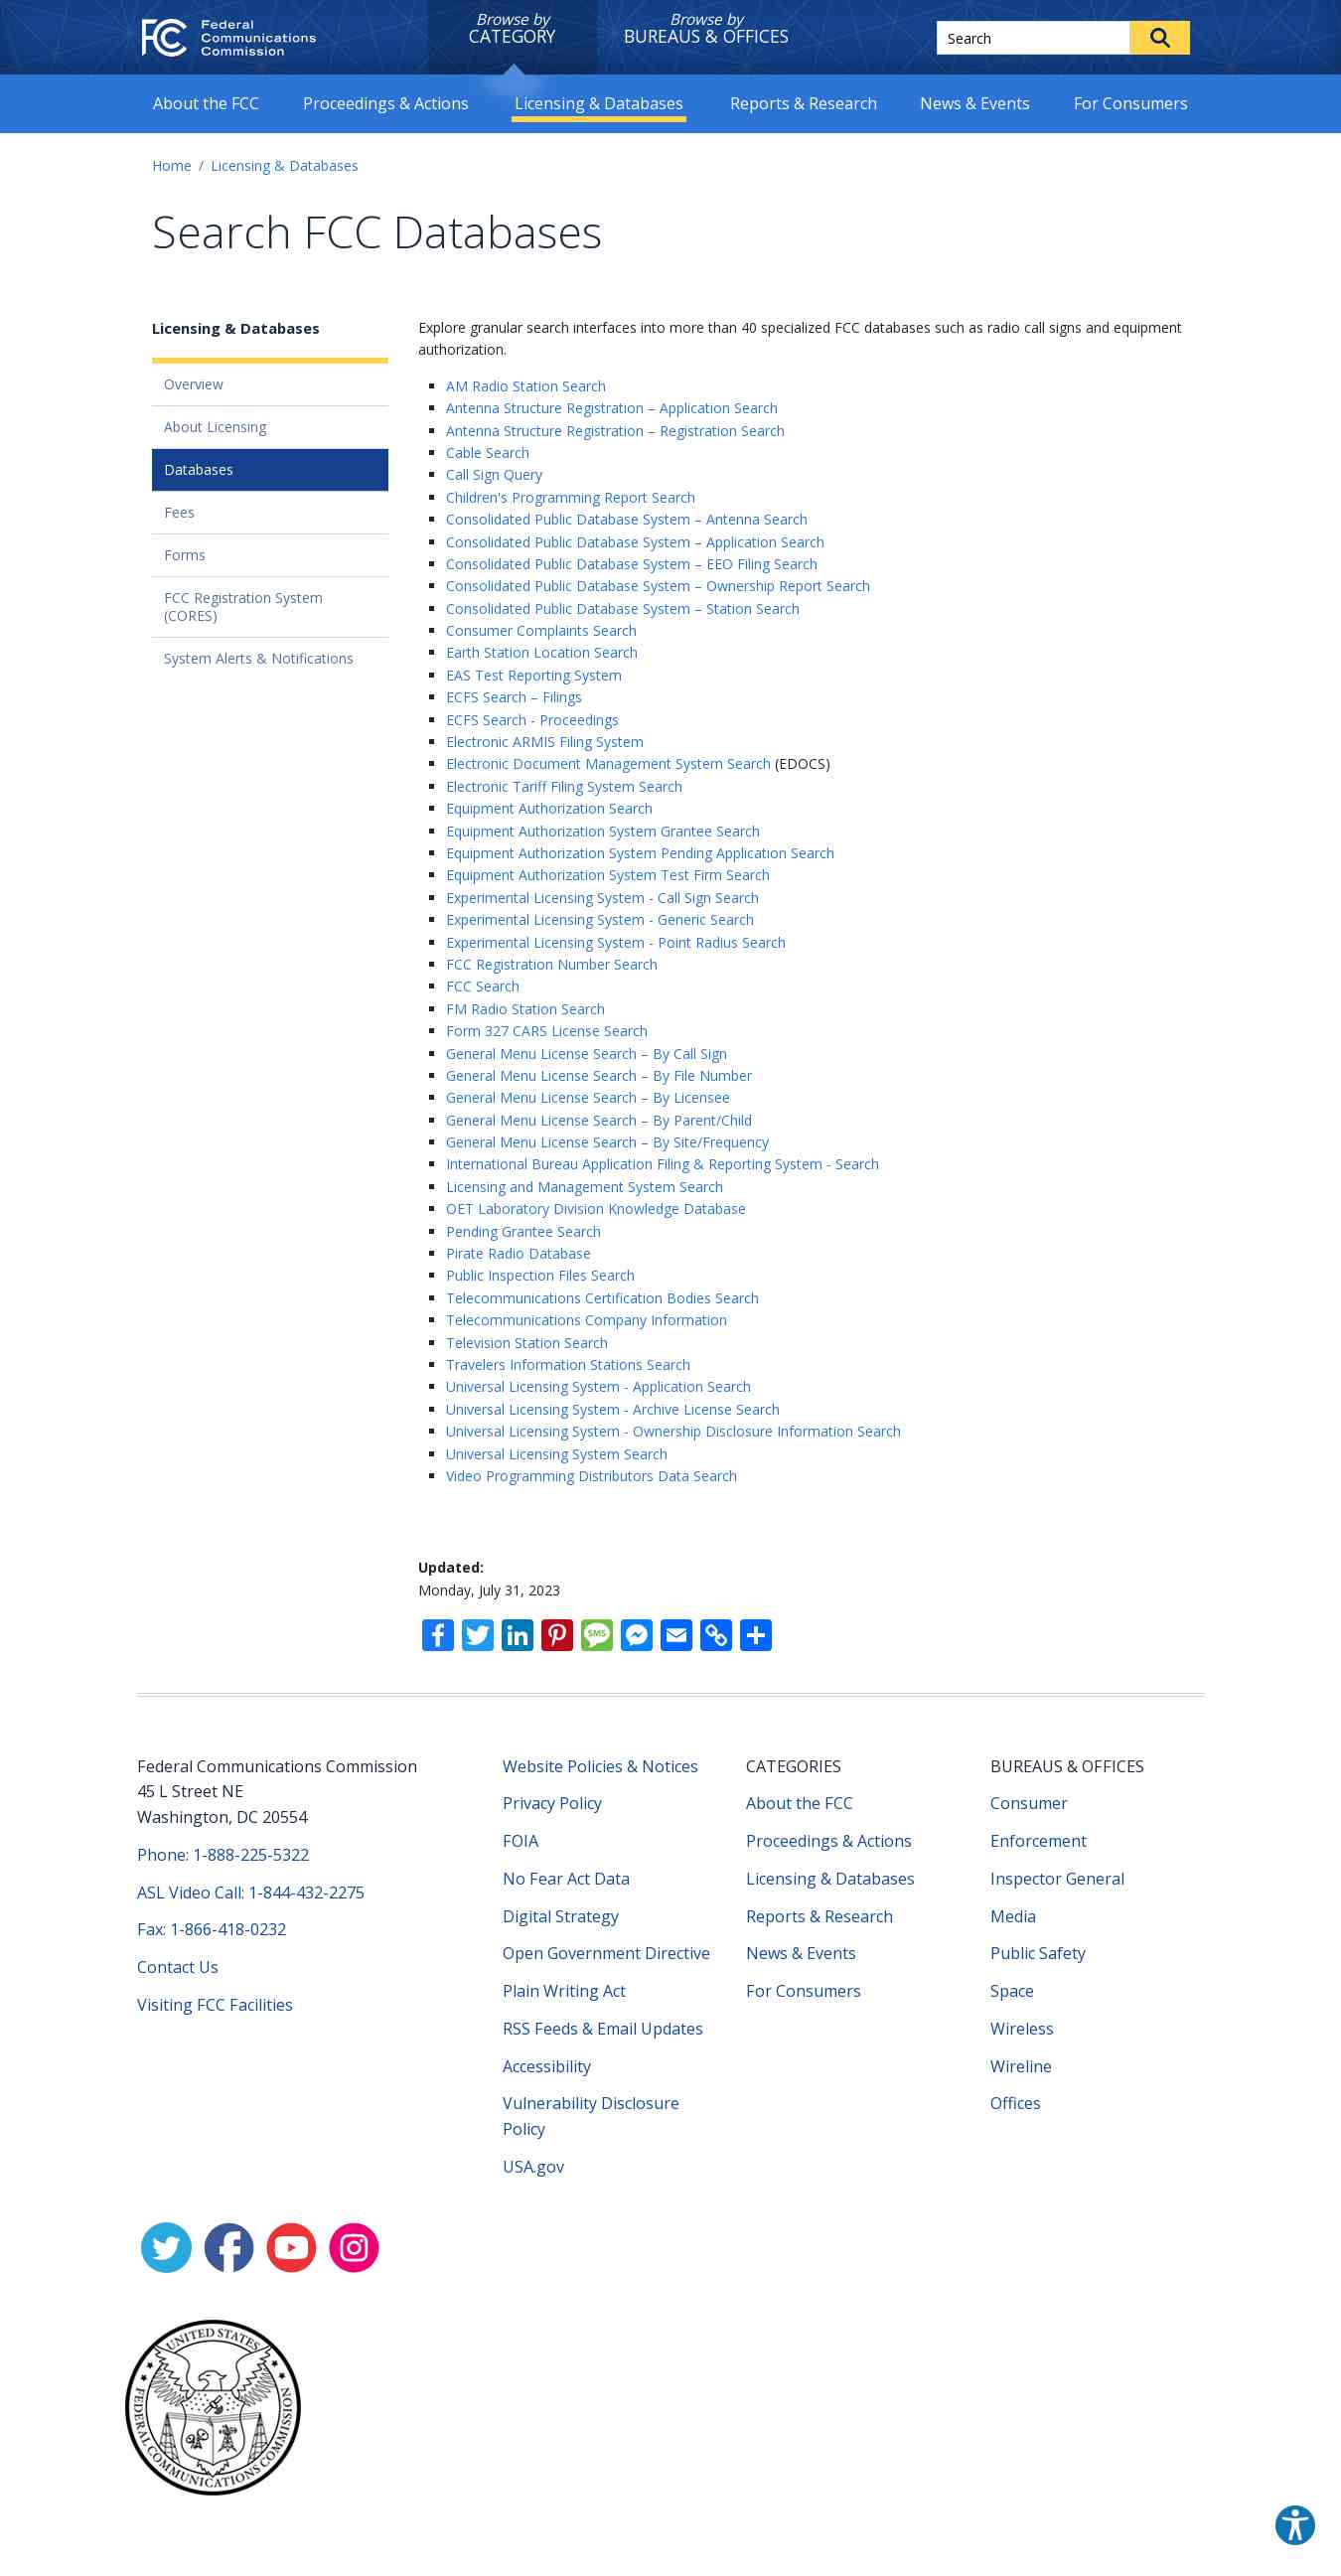 Federal
Communications
Commission
Browse by
CATEGORY
Browse by
BUREAUS & OFFICES
Search
About the FCC
Proceedings & Actions
Licensing & Databases
Reports & Research
News & Events
For Consumers
Home / Licensing & Databases
Search FCC Databases
Licensing & Databases
Overview
About Licensing
Databases
Fees
Forms
FCC Registration System
(CORES)
System Alerts & Notifications
Explore granular search interfaces into more than 40 specialized FCC databases such as radio call signs and equipment
authorization.
AM Radio Station Search
Antenna Structure Registration – Application Search
Antenna Structure Registration – Registration Search
Cable Search
Call Sign Query
Children's Programming Report Search
Consolidated Public Database System – Antenna Search
Consolidated Public Database System – Application Search
Consolidated Public Database System – EEO Filing Search
Consolidated Public Database System – Ownership Report Search
Consolidated Public Database System – Station Search
Consumer Complaints Search
Earth Station Location Search
EAS Test Reporting System
ECFS Search – Filings
ECFS Search - Proceedings
Electronic ARMIS Filing System
Electronic Document Management System Search (EDOCS)
Electronic Tariff Filing System Search
Equipment Authorization Search
Equipment Authorization System Grantee Search
Equipment Authorization System Pending Application Search
Equipment Authorization System Test Firm Search
Experimental Licensing System - Call Sign Search
Experimental Licensing System - Generic Search
Experimental Licensing System - Point Radius Search
FCC Registration Number Search
FCC Search
FM Radio Station Search
Form 327 CARS License Search
General Menu License Search – By Call Sign
General Menu License Search – By File Number
General Menu License Search – By Licensee
General Menu License Search – By Parent/Child
General Menu License Search – By Site/Frequency
International Bureau Application Filing & Reporting System - Search
Licensing and Management System Search
OET Laboratory Division Knowledge Database
Pending Grantee Search
Pirate Radio Database
Public Inspection Files Search
Telecommunications Certification Bodies Search
Telecommunications Company Information
Television Station Search
Travelers Information Stations Search
Universal Licensing System - Application Search
Universal Licensing System - Archive License Search
Universal Licensing System - Ownership Disclosure Information Search
Universal Licensing System Search
Video Programming Distributors Data Search
Updated:
Monday, July 31, 2023
SMS
Federal Communications Commission
45 L Street NE
Washington, DC 20554
Phone: 1-888-225-5322
ASL Video Call: 1-844-432-2275
Fax: 1-866-418-0232
Contact Us
Visiting FCC Facilities
Website Policies & Notices
Privacy Policy
FOIA
No Fear Act Data
Digital Strategy
Open Government Directive
Plain Writing Act
RSS Feeds & Email Updates
Accessibility
Vulnerability Disclosure
Policy
USA.gov
CATEGORIES
About the FCC
Proceedings & Actions
Licensing & Databases
Reports & Research
News & Events
For Consumers
BUREAUS & OFFICES
Consumer
Enforcement
Inspector General
Media
Public Safety
Space
Wireless
Wireline
Offices
UNITED STATES
FEDERAL COMMUNICATIONS COMMISSION